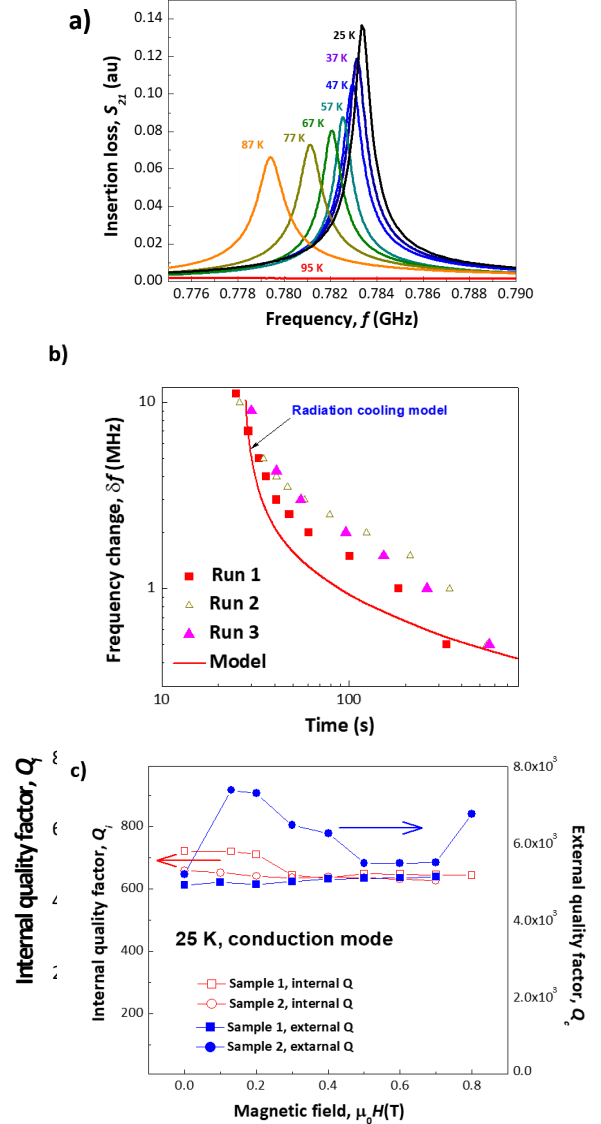 a)
0.14
0.12
0.10
0.08
0.06
0.04
0.02
0.00
Insertion loss, S21 (au)
25 K
37 K
47 K
57 K
67 K
77 K
87 K
95 K
0.776 0.778 0.780 0.782 0.784 0.786 0.788 0.790
Frequency, f (GHz)
b)
10
1
Frequency change, δf (MHz)
Radiation cooling model
Run 1
Run 2
Run 3
Model
10 100
Time (s)
c)
Internal quality factor, Qi
Internal quality factor, Qi
800
600
400
200
8.0x10³
6.0x10³
4.0x10³
2.0x10³
0.0
External quality factor, Qe
25 K, conduction mode
Sample 1, internal Q
Sample 2, internal Q
Sample 1, external Q
Sample 2, extarnal Q
0.0 0.2 0.4 0.6 0.8
Magnetic field, μ0H(T)